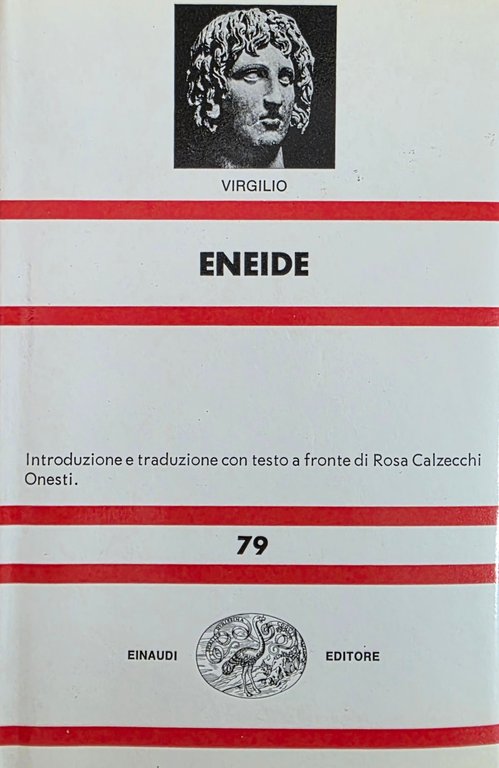 VIRGILIO
ENEIDE
Introduzione e traduzione con testo a fronte di Rosa Calzecchi
Onesti.
79
EINAUDI EDITORE